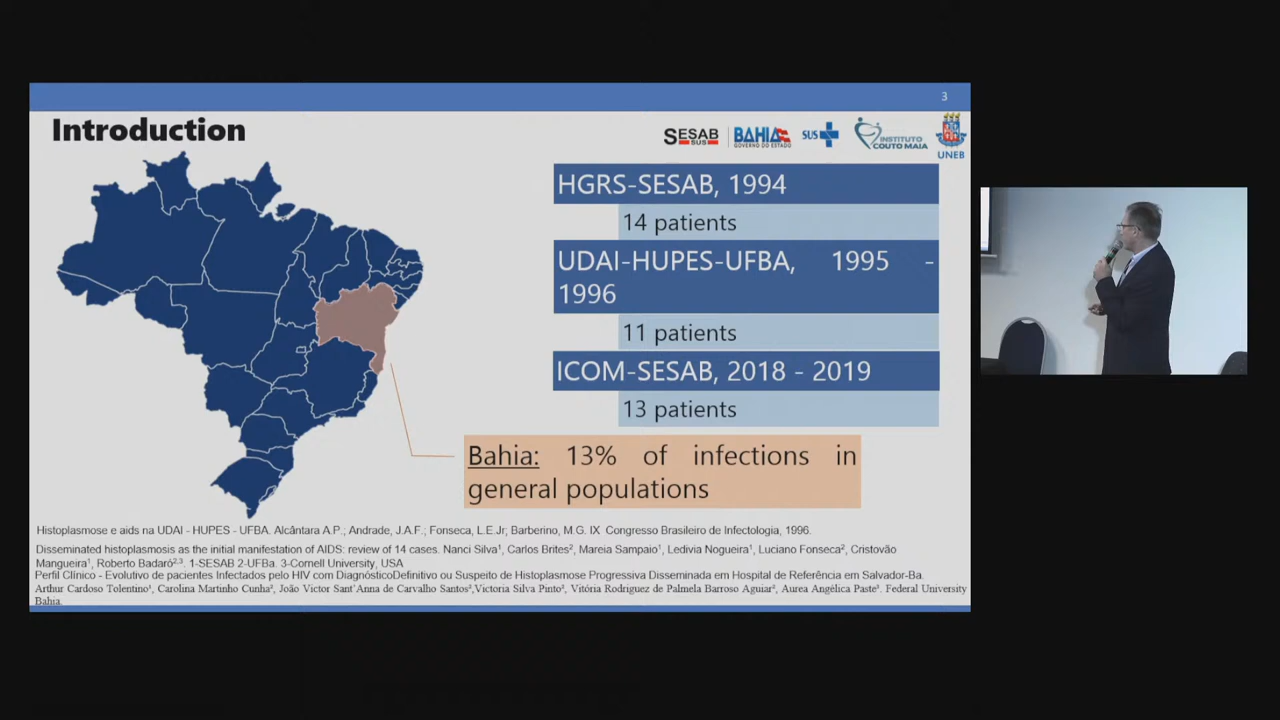 3
Introduction
SESAB
SUS
BAHIA
GOVERNO DO ESTADO
SUS
INSTITUTO
COUTO MAIA
UNEB
HGRS-SESAB, 1994
14 patients
UDAI-HUPES-UFBA, 1995 -
1996
11 patients
ICOM-SESAB, 2018 - 2019
13 patients
Bahia: 13% of infections in
general populations
Histoplasmose e aids na UDAI - HUPES - UFBA. Alcântara A.P.; Andrade, J.A.F.; Fonseca, L.E.Jr; Barberino, M.G. IX Congresso Brasileiro de Infectologia, 1996.
Disseminated histoplasmosis as the initial manifestation of AIDS: review of 14 cases. Nanci Silva¹, Carlos Brites², Mareia Sampaio¹, Ledivia Nogueira¹, Luciano Fonseca², Cristovão
Mangueira¹, Roberto Badaró²,³. 1-SESAB 2-UFBa. 3-Cornell University, USA
Perfil Clínico - Evolutivo de pacientes Infectados pelo HIV com DiagnósticoDefinitivo ou Suspeito de Histoplasmose Progressiva Disseminada em Hospital de Referência em Salvador-Ba.
Arthur Cardoso Tolentino¹, Carolina Martinho Cunha², João Victor Sant´Anna de Carvalho Santos²,Victoria Silva Pinto², Vitória Rodriguez de Palmela Barroso Aguiar², Aurea Angélica Paste³. Federal University
Bahia.